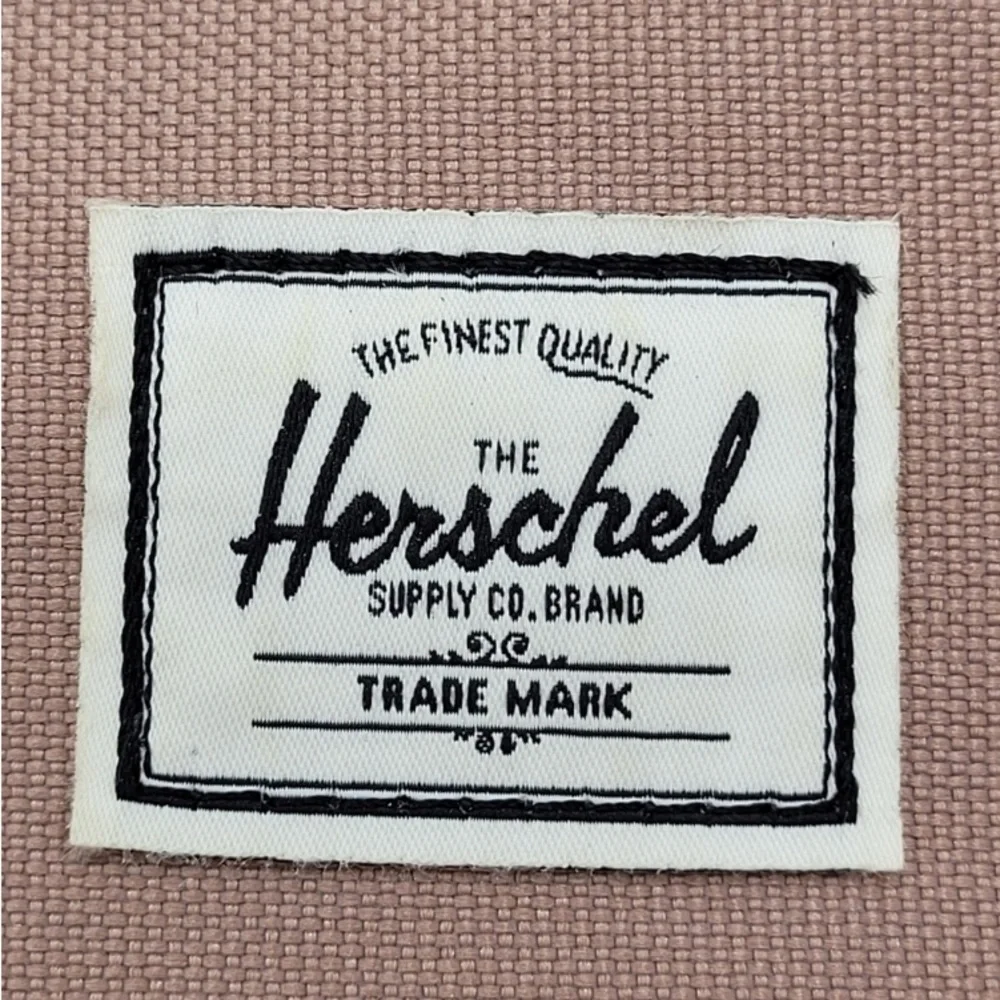 THE FINEST QUALITY
THE
Herschel
SUPPLY CO. BRAND
TRADE MARK